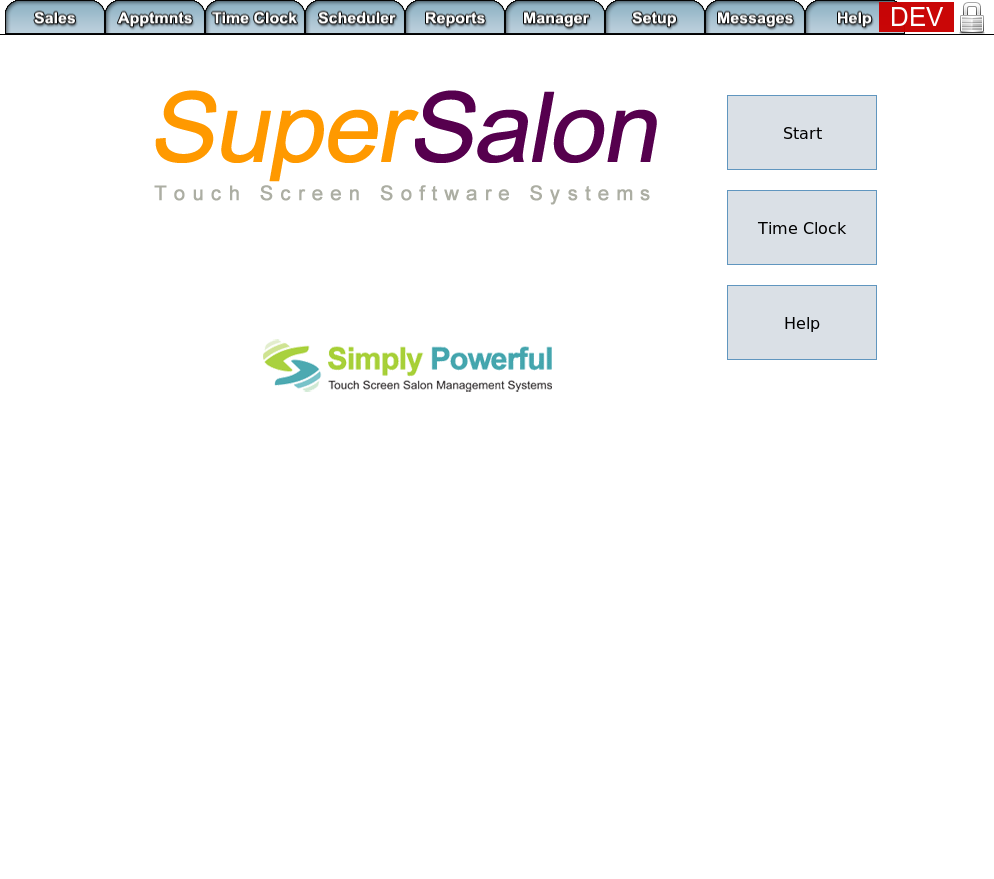 Sales Apptmnts Time Clock Scheduler Reports Manager Setup Messages Help DEV
SuperSalon
Touch Screen Software Systems
Start
Time Clock
Help
Simply Powerful
Touch Screen Salon Management Systems